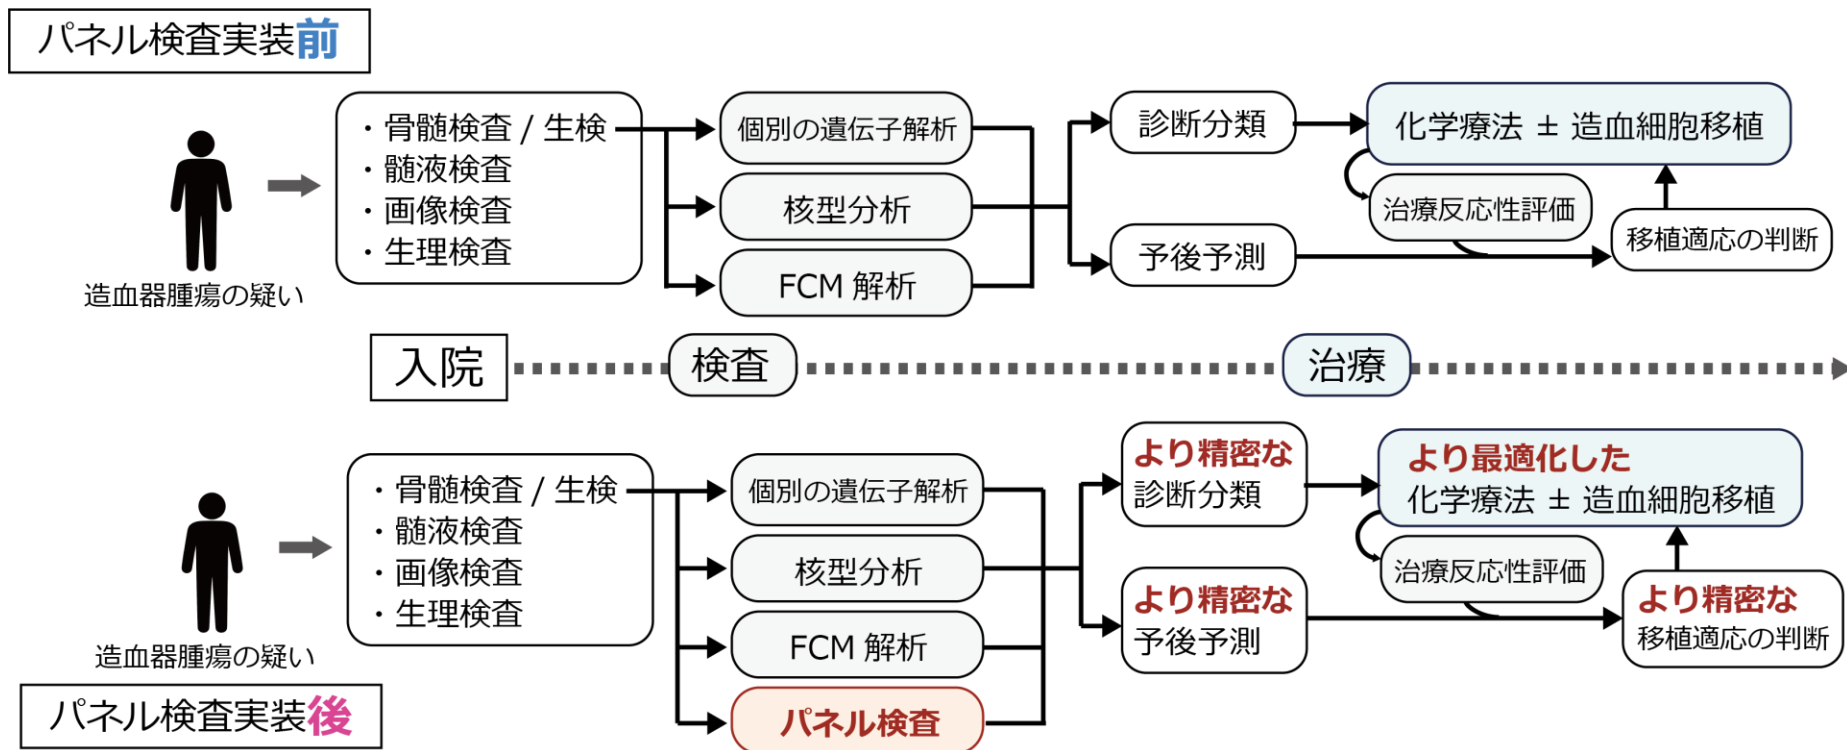 パネル検査実装前
・骨髄検査 / 生検
・髄液検査
・画像検査
・生理検査
造血器腫瘍の疑い
個別の遺伝子解析
核型分析
FCM 解析
診断分類
予後予測
化学療法 ± 造血細胞移植
治療反応性評価
移植適応の判断
入院
検査
治療
・骨髄検査 / 生検
・髄液検査
・画像検査
・生理検査
造血器腫瘍の疑い
個別の遺伝子解析
核型分析
FCM 解析
パネル検査
より精密な
診断分類
より精密な
予後予測
より最適化した
化学療法 ± 造血細胞移植
治療反応性評価
より精密な
移植適応の判断
パネル検査実装後